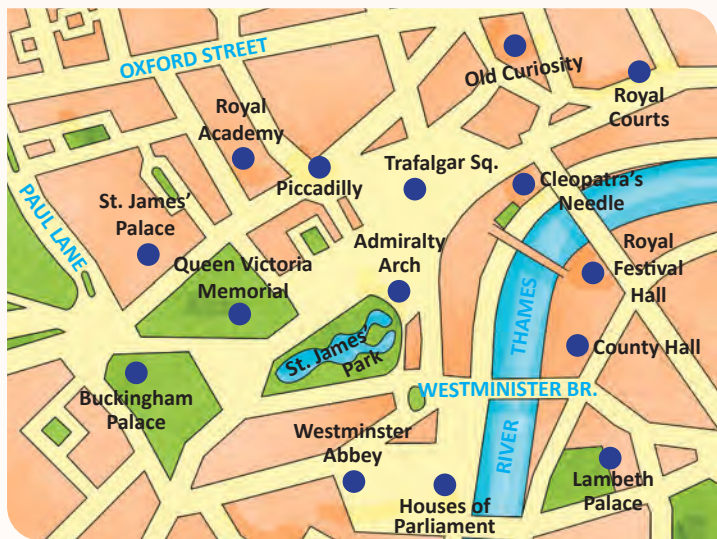 OXFORD STREET
Old Curiosity
Royal
Courts
Royal
Academy
Piccadilly
Trafalgar Sq.
Cleopatra's
Needle
PAUL LANE
St. James'
Palace
Queen Victoria
Memorial
Admiralty
Arch
Royal
Festival
Hall
THAMES
St. James'
Park
County Hall
Buckingham
Palace
WESTMINISTER BR.
Westminster
Abbey
Houses of
Parliament
RIVER
Lambeth
Palace